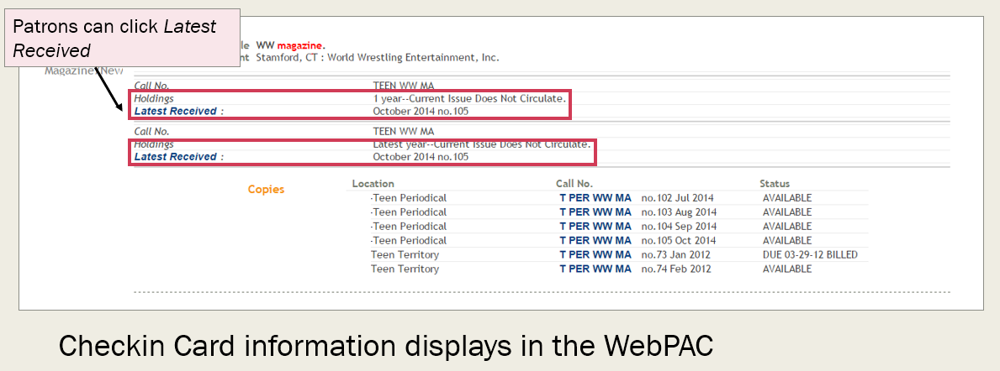 Patrons can click Latest
Received
le WW magazine.
nt Stamford, CT : World Wrestling Entertainment, Inc.
Magazine/New
Call No. TEEN WW MA
Holdings 1 year--Current Issue Does Not Circulate.
Latest Received : October 2014 no.105
Call No. TEEN WW MA
Holdings Latest year--Current Issue Does Not Circulate.
Latest Received : October 2014 no.105
Copies Location Call No. Status
-Teen Periodical T PER WW MA no.102 Jul 2014 AVAILABLE
-Teen Periodical T PER WW MA no.103 Aug 2014 AVAILABLE
-Teen Periodical T PER WW MA no.104 Sep 2014 AVAILABLE
-Teen Periodical T PER WW MA no.105 Oct 2014 AVAILABLE
Teen Territory T PER WW MA no.73 Jan 2012 DUE 03-29-12 BILLED
Teen Territory T PER WW MA no.74 Feb 2012 AVAILABLE
Checkin Card information displays in the WebPAC